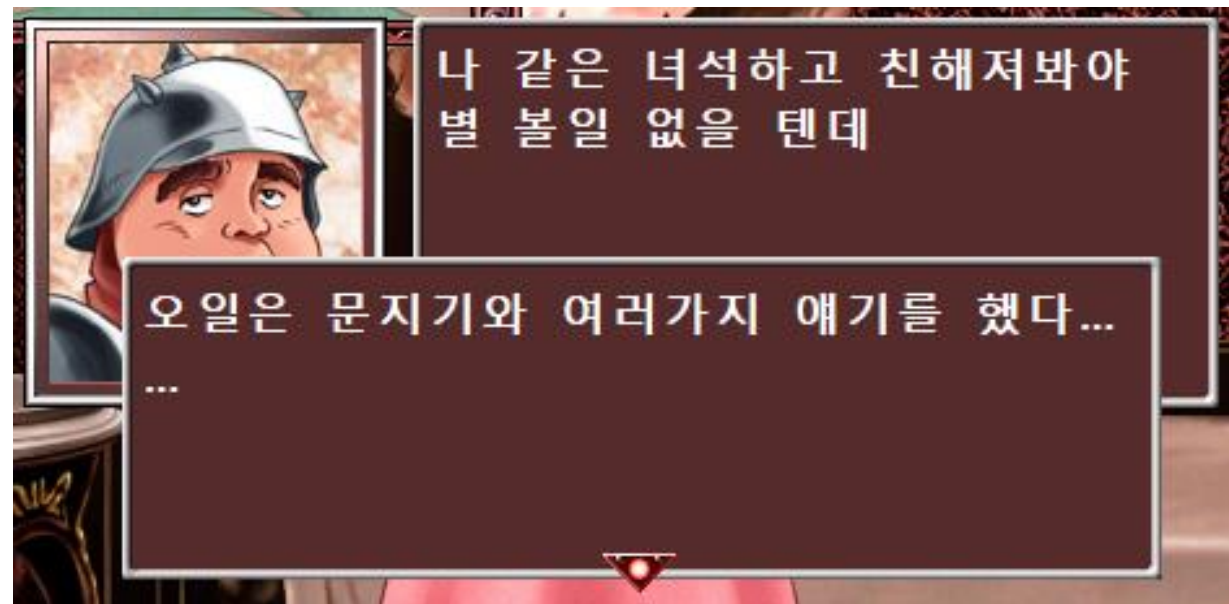 나 같은 녀석하고 친해져봐야
별 볼일 없을 텐데
오일은 문지기와 여러가지 얘기를 했다...
...